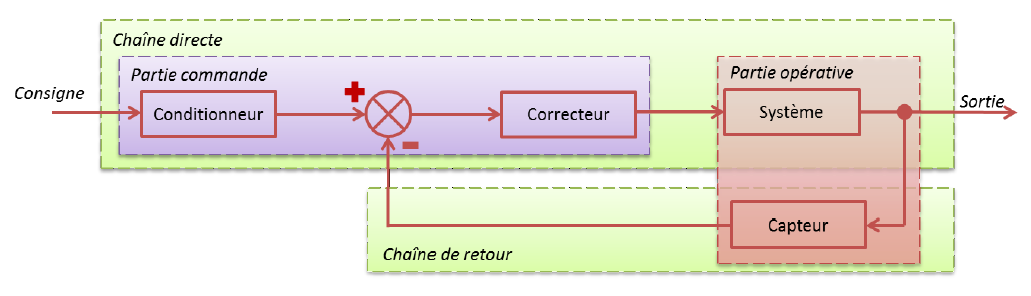 Chaîne directe
Partie commande
Partie opérative
Consigne
Conditionneur
+
Correcteur
Système
Sortie
-
Capteur
Chaîne de retour